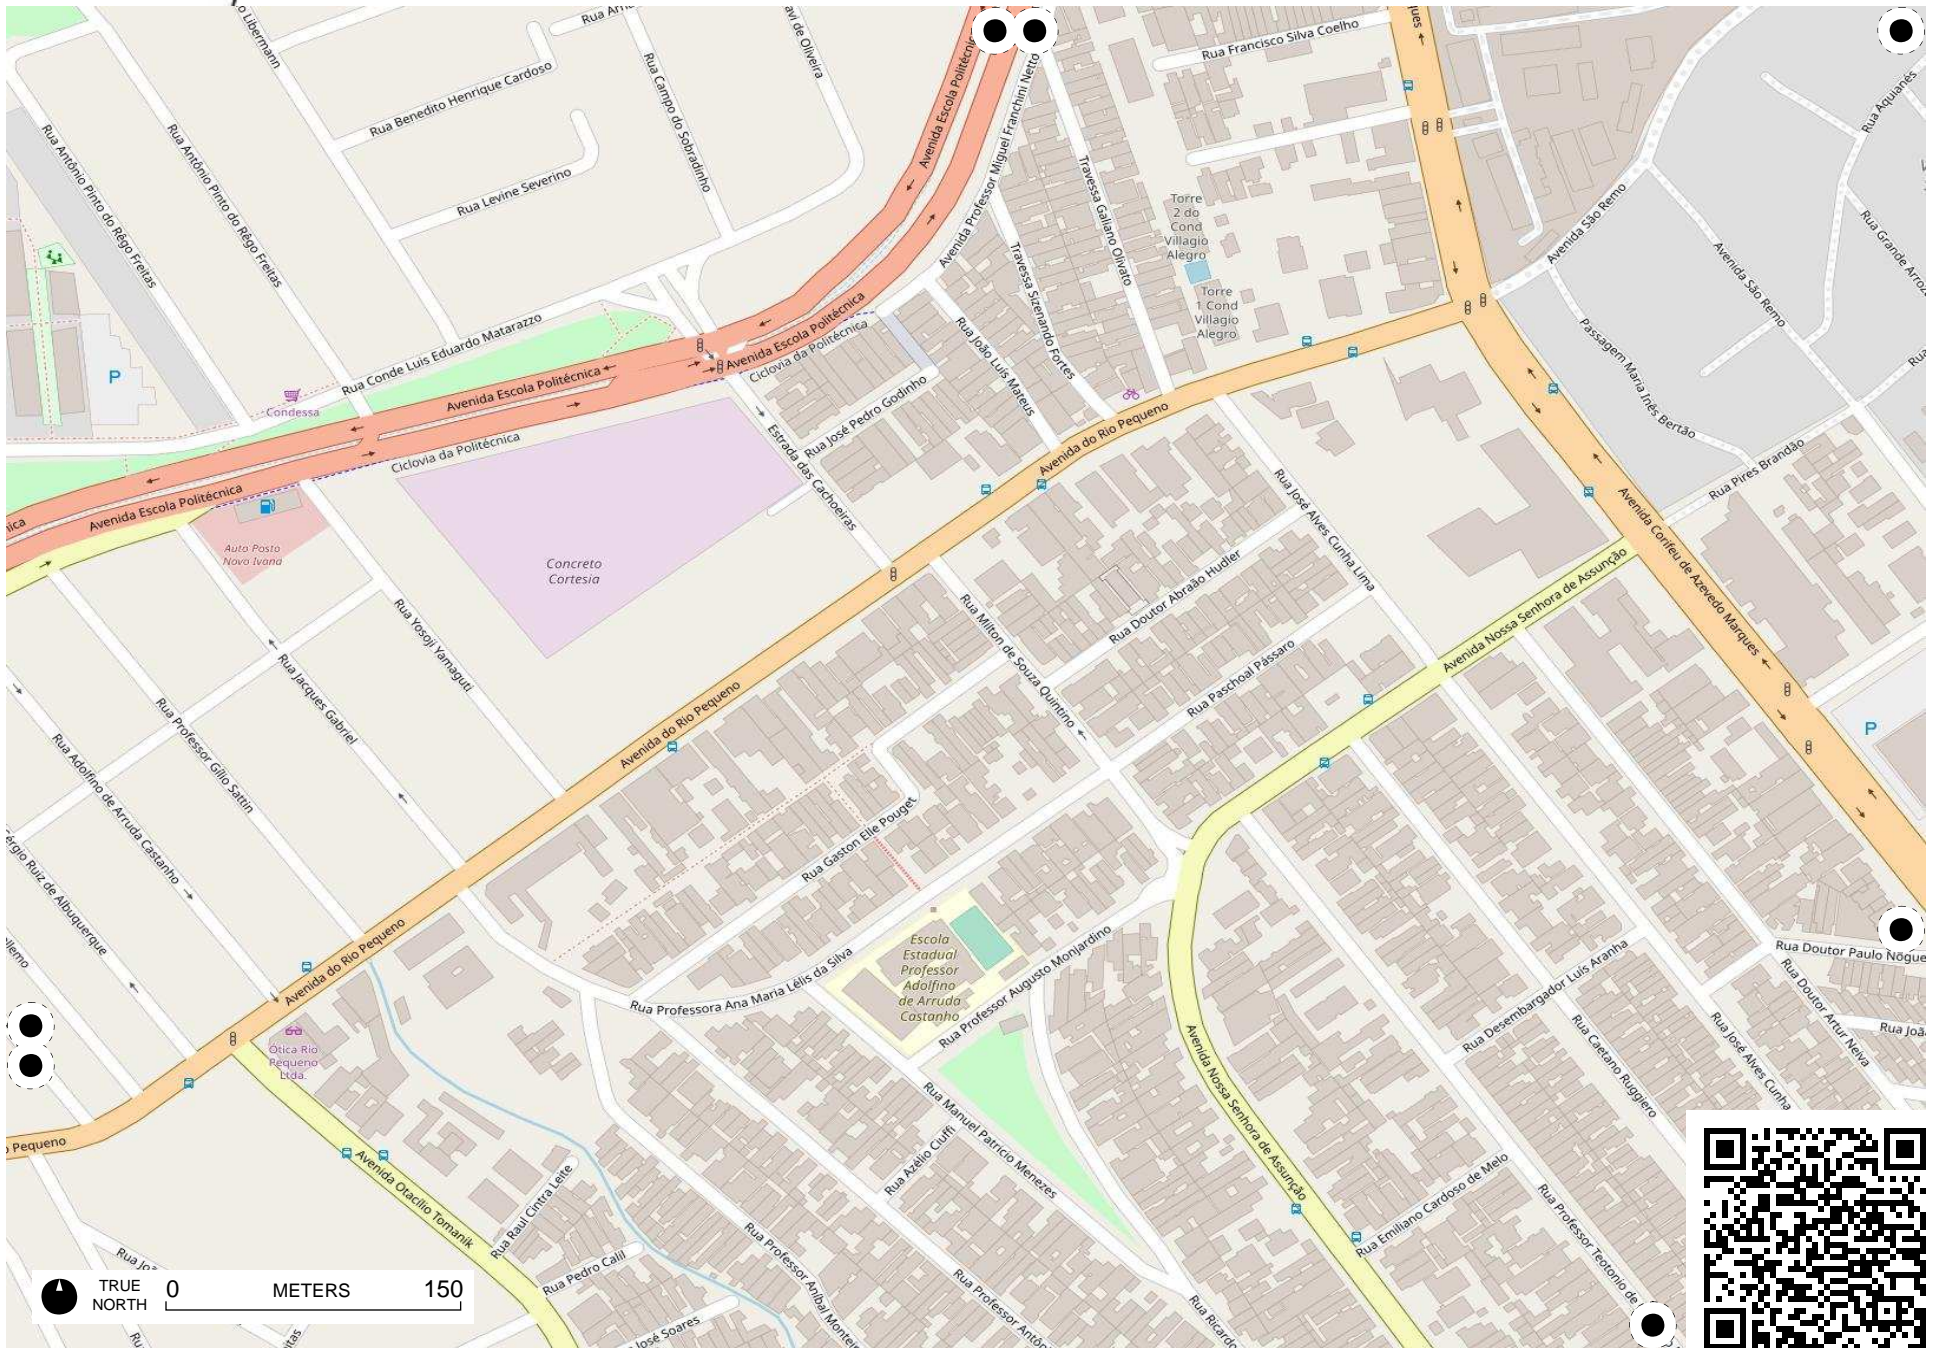 Rua Francisco Silva Coelho
Rua Benedito Henrique Cardoso
Rua Campo do Sobradinho
Avenida Escola Politécnica
Rua Aquianés
Rua Antônio Pinto do Rêgo Freitas
Rua Antônio Pinto do Rêgo Freitas
Rua Levine Severino
Avenida Professor Miguel Franchini Netto
Travessa Galiano Olivato
Torre
2 do
Cond
Villagio
Alegro
Avenida São Remo
Avenida São Remo
Travessa Sizenando Fortes
Torre
1 Cond
Villagio
Alegro
Rua Conde Luis Eduardo Matarazzo
Avenida Escola Politécnica
Ciclovia da Politécnica
Rua João Luís Mateus
Passagem Maria Inês Bertão
P
Condessa
Avenida Escola Politécnica
Rua José Pedro Godinho
Avenida do Rio Pequeno
Ciclovia da Politécnica
Estrada das Cachoeiras
Rua Pires Brandão
Avenida Escola Politécnica
Rua José Alves Cunha Lima
Avenida Corifeu de Azevedo Marques
Auto Posto
Novo Ivana
Concreto
Cortesia
Rua Doutor Abraão Hudler
Avenida Nossa Senhora de Assunção
Rua Yosoji Yamaguti
Rua Milton de Souza Quintino
Rua Jacques Gabriel
Rua Paschoal Pássaro
Rua Professor Gilio Sattin
Avenida do Rio Pequeno
Rua Adolfino de Arruda Castanho
P
Rua Gaston Elle Pouget
Avenida do Rio Pequeno
Escola
Estadual
Professor
Adolfino
de Arruda
Castanho
Rua Professor Augusto Monjardino
Rua Desembargador Luís Aranha
Rua Professora Ana Maria Lélis da Silva
Rua Doutor Artur Neiva
Ótica Rio
Pequeno
Ltda.
Rua Caetano Ruggiero
Rua José Alves Cunha
Avenida Nossa Senhora de Assunção
Rua Manuel Patricio Menezes
Rua Azélio Ciuffi
Pequeno
Avenida Otacílio Tomanik
Rua Raul Cintra Leite
Rua Emiliano Cardoso de Melo
Rua Professor Teotonio de
Rua Pedro Calil
Rua Professor Aníbal Monteiro
Rua Professor Antôn
Rua Ricardo
José Soares
TRUE
NORTH
0 METERS 150